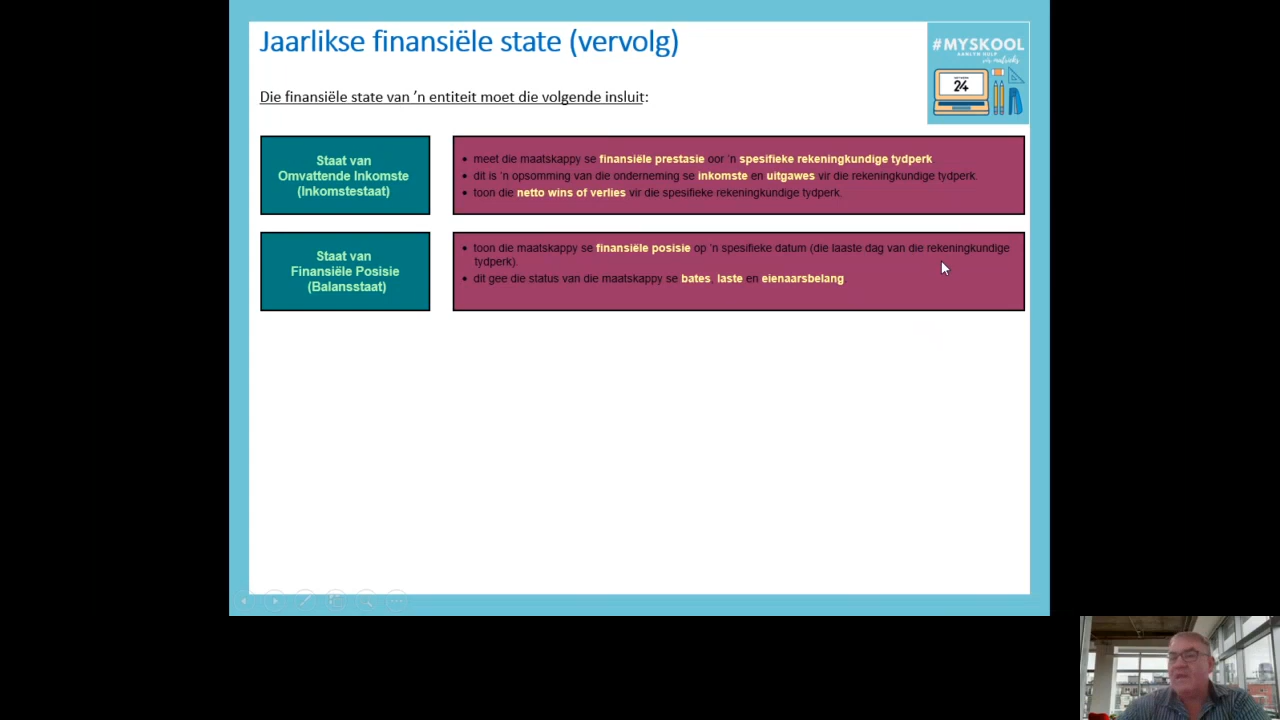 Jaarlikse finansiële state (vervolg)
#MYSKOOL
AANLYN HULP
vir matrieks
24
Die finansiële state van ’n entiteit moet die volgende insluit:
Staat van
Omvattende Inkomste
(Inkomstestaat)
• meet die maatskappy se finansiële prestasie oor ’n spesifieke rekeningkundige tydperk
• dit is ’n opsomming van die onderneming se inkomste en uitgawes vir die rekeningkundige tydperk.
• toon die netto wins of verlies vir die spesifieke rekeningkundige tydperk.
Staat van
Finansiële Posisie
(Balansstaat)
• toon die maatskappy se finansiële posisie op ’n spesifieke datum (die laaste dag van die rekeningkundige
tydperk).
• dit gee die status van die maatskappy se bates, laste en eienaarsbelang